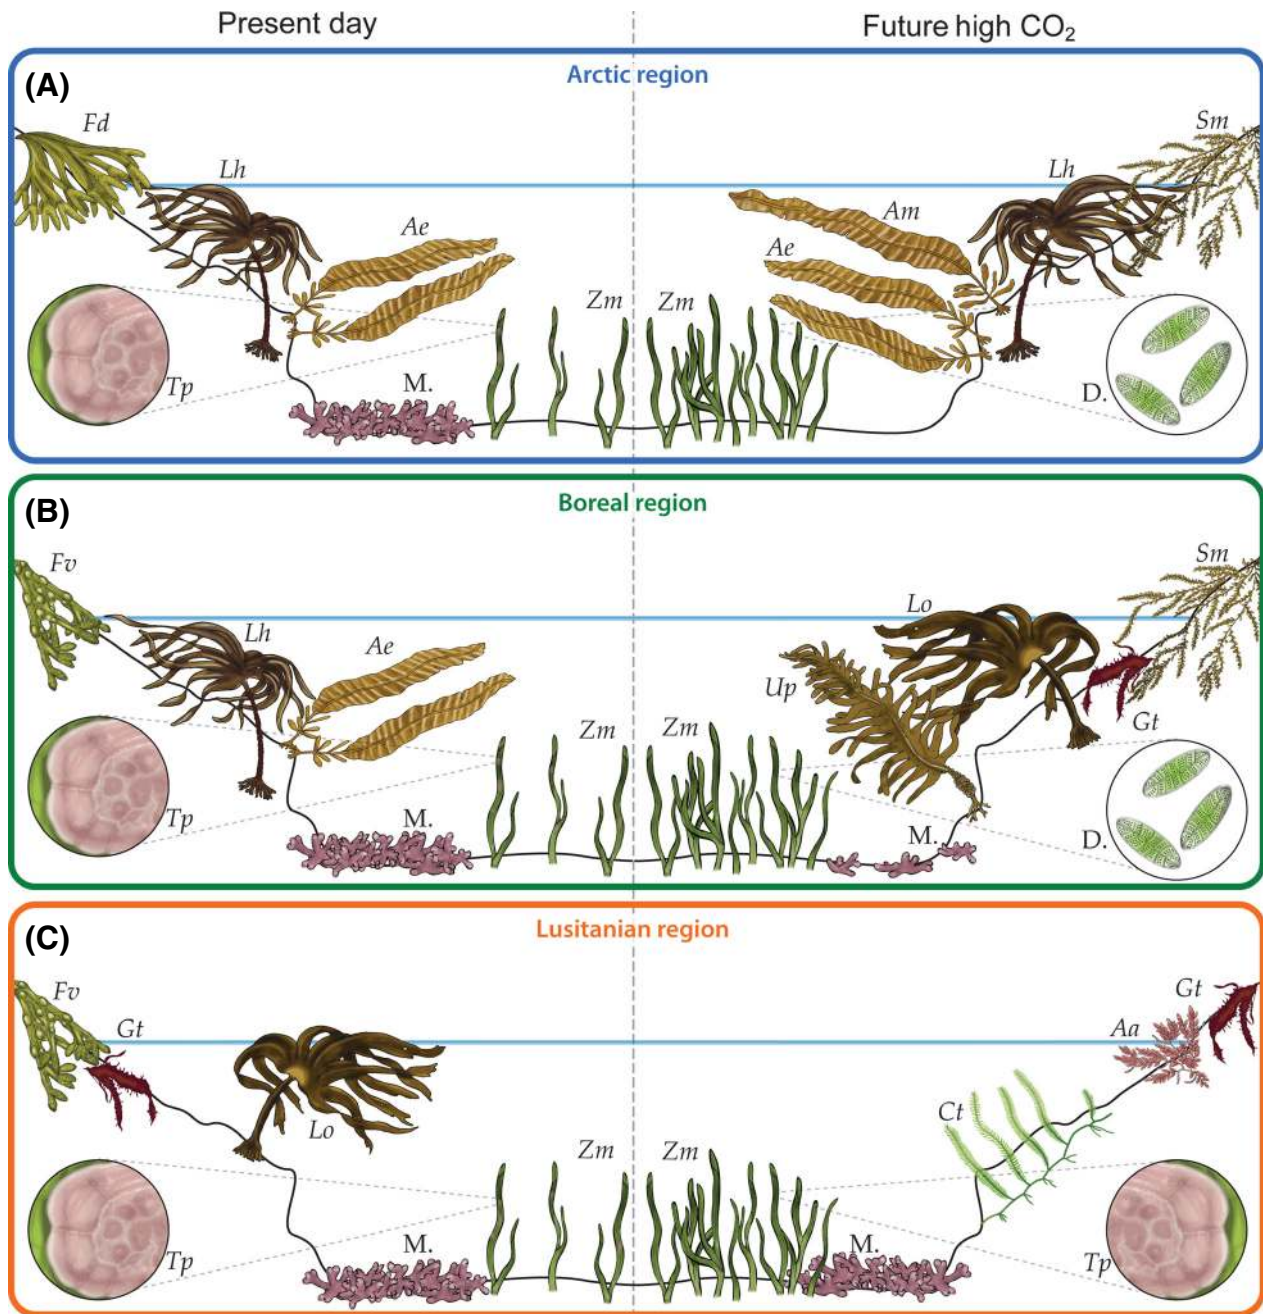 Present day
Future high CO₂
(A)
Arctic region
Fd
Sm
Lh
Lh
Ae
Am
Ae
Zm
Zm
Tp
M.
D.
(B)
Boreal region
Fv
Sm
Lo
Lh
Ae
Up
Zm
Zm
Gt
Tp
M.
M.
D.
(C)
Lusitanian region
Fv
Gt
Gt
Aa
Lo
Ct
Zm
Zm
M.
M.
Tp
Tp